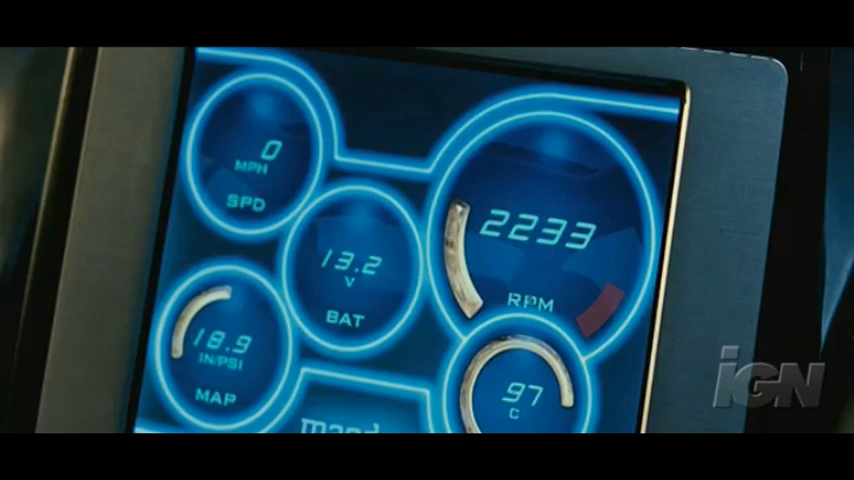 0
MPH
SPD
13.2
V
BAT
2233
RPM
18.9
IN/PSI
MAP
97
C
IGN